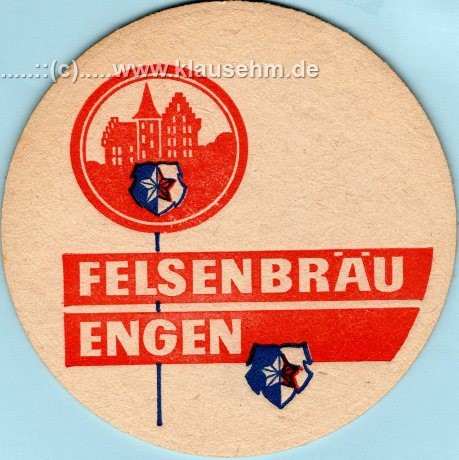 .....::(c).....www.klausehm.de
FELSENBRÄU
ENGEN